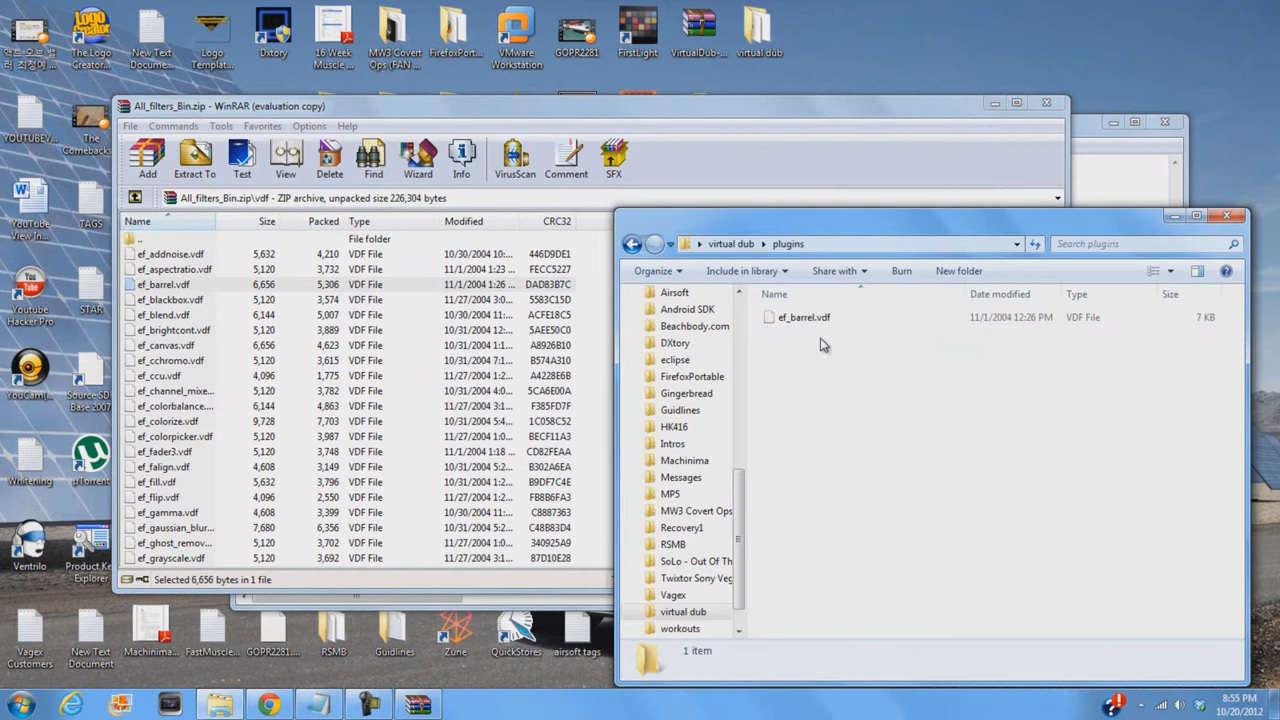 The Logo
Creator...
New Text
Docume...
Logo
Templat...
Dxtory
16 Week
Muscle ...
MW3 Covert
Ops (FAN ...
FirefoxPort...
VMware
Workstation
GOPR2281
FirstLight
VirtualDub-...
virtual dub
YOUTUBEV...
The
Comebacks...
YouTube
View In...
TAGS
Youtube
Hacker Pro
STAR
YouCam(...
Source SD
Base 2007
Whitening
µTorrent
Ventrilo
Product Ke
Explorer
Vagex
Customers
New Text
Document
Machinima...
FastMuscle...
GOPR2281....
RSMB
Guidlines
Zune
QuickStores
airsoft tags
All_filters_Bin.zip - WinRAR (evaluation copy)
File Commands Tools Favorites Options Help
Add Extract To Test View Delete Find Wizard Info VirusScan Comment SFX
All_filters_Bin.zip\vdf - ZIP archive, unpacked size 226,304 bytes
Name Size Packed Type Modified CRC32
.. File folder
ef_addnoise.vdf 5,632 4,210 VDF File 10/30/2004 10:... 446D9DE1
ef_aspectratio.vdf 5,120 3,732 VDF File 11/1/2004 1:23 ... FECC5227
ef_barrel.vdf 6,656 5,306 VDF File 11/1/2004 1:26 ... DAD83B7C
ef_blackbox.vdf 5,120 3,574 VDF File 11/27/2004 3:1... 5583C15D
ef_blend.vdf 6,144 5,007 VDF File 10/30/2004 11:... ACFE18C5
ef_brightcont.vdf 5,120 3,889 VDF File 10/31/2004 12:... 5AEE50C0
ef_canvas.vdf 6,656 4,623 VDF File 10/31/2004 1:1... A8926B10
ef_cchromo.vdf 5,120 3,615 VDF File 10/31/2004 1:2... B574A310
ef_ccu.vdf 4,096 1,775 VDF File 10/31/2004 1:2... A4228E6B
ef_channel_mixe... 5,120 3,782 VDF File 10/31/2004 4:0... 5CA6E00A
ef_colorbalance.... 6,144 4,863 VDF File 11/27/2004 3:1... F385FD7F
ef_colorize.vdf 9,728 7,703 VDF File 10/31/2004 5:4... 1C058C52
ef_colorpicker.vdf 5,120 3,987 VDF File 11/27/2004 1:0... BECF11A3
ef_fader3.vdf 5,120 3,748 VDF File 11/1/2004 1:18 ... CD82FEAA
ef_falign.vdf 4,608 3,149 VDF File 10/31/2004 5:2... B302A6EA
ef_fill.vdf 5,632 4,796 VDF File 10/31/2004 5:2... B9DF7C4E
ef_flip.vdf 4,096 2,550 VDF File 11/27/2004 1:0... FB8B6FA3
ef_gamma.vdf 4,608 3,399 VDF File 10/30/2004 11:... C8887363
ef_gaussian_blur... 7,680 6,356 VDF File 10/31/2004 5:2... C48B83D4
ef_ghost_remov... 5,120 3,702 VDF File 11/27/2004 3:0... 340925A9
ef_grayscale.vdf 5,120 3,692 VDF File 11/27/2004 3:1... 87D10E28
Selected 6,656 bytes in 1 file
virtual dub plugins
Search plugins
Organize Include in library Share with Burn New folder
Name Date modified Type Size
ef_barrel.vdf 11/1/2004 12:26 PM VDF File 7 KB
Airsoft
Android SDK
Beachbody.com
DXtory
eclipse
FirefoxPortable
Gingerbread
Guidlines
HK416
Intros
Machinima
Messages
MP5
MW3 Covert Ops
Recovery1
RSMB
SoLo - Out Of Th
Twixtor Sony Veg
Vagex
virtual dub
workouts
1 item
8:55 PM
10/20/2012